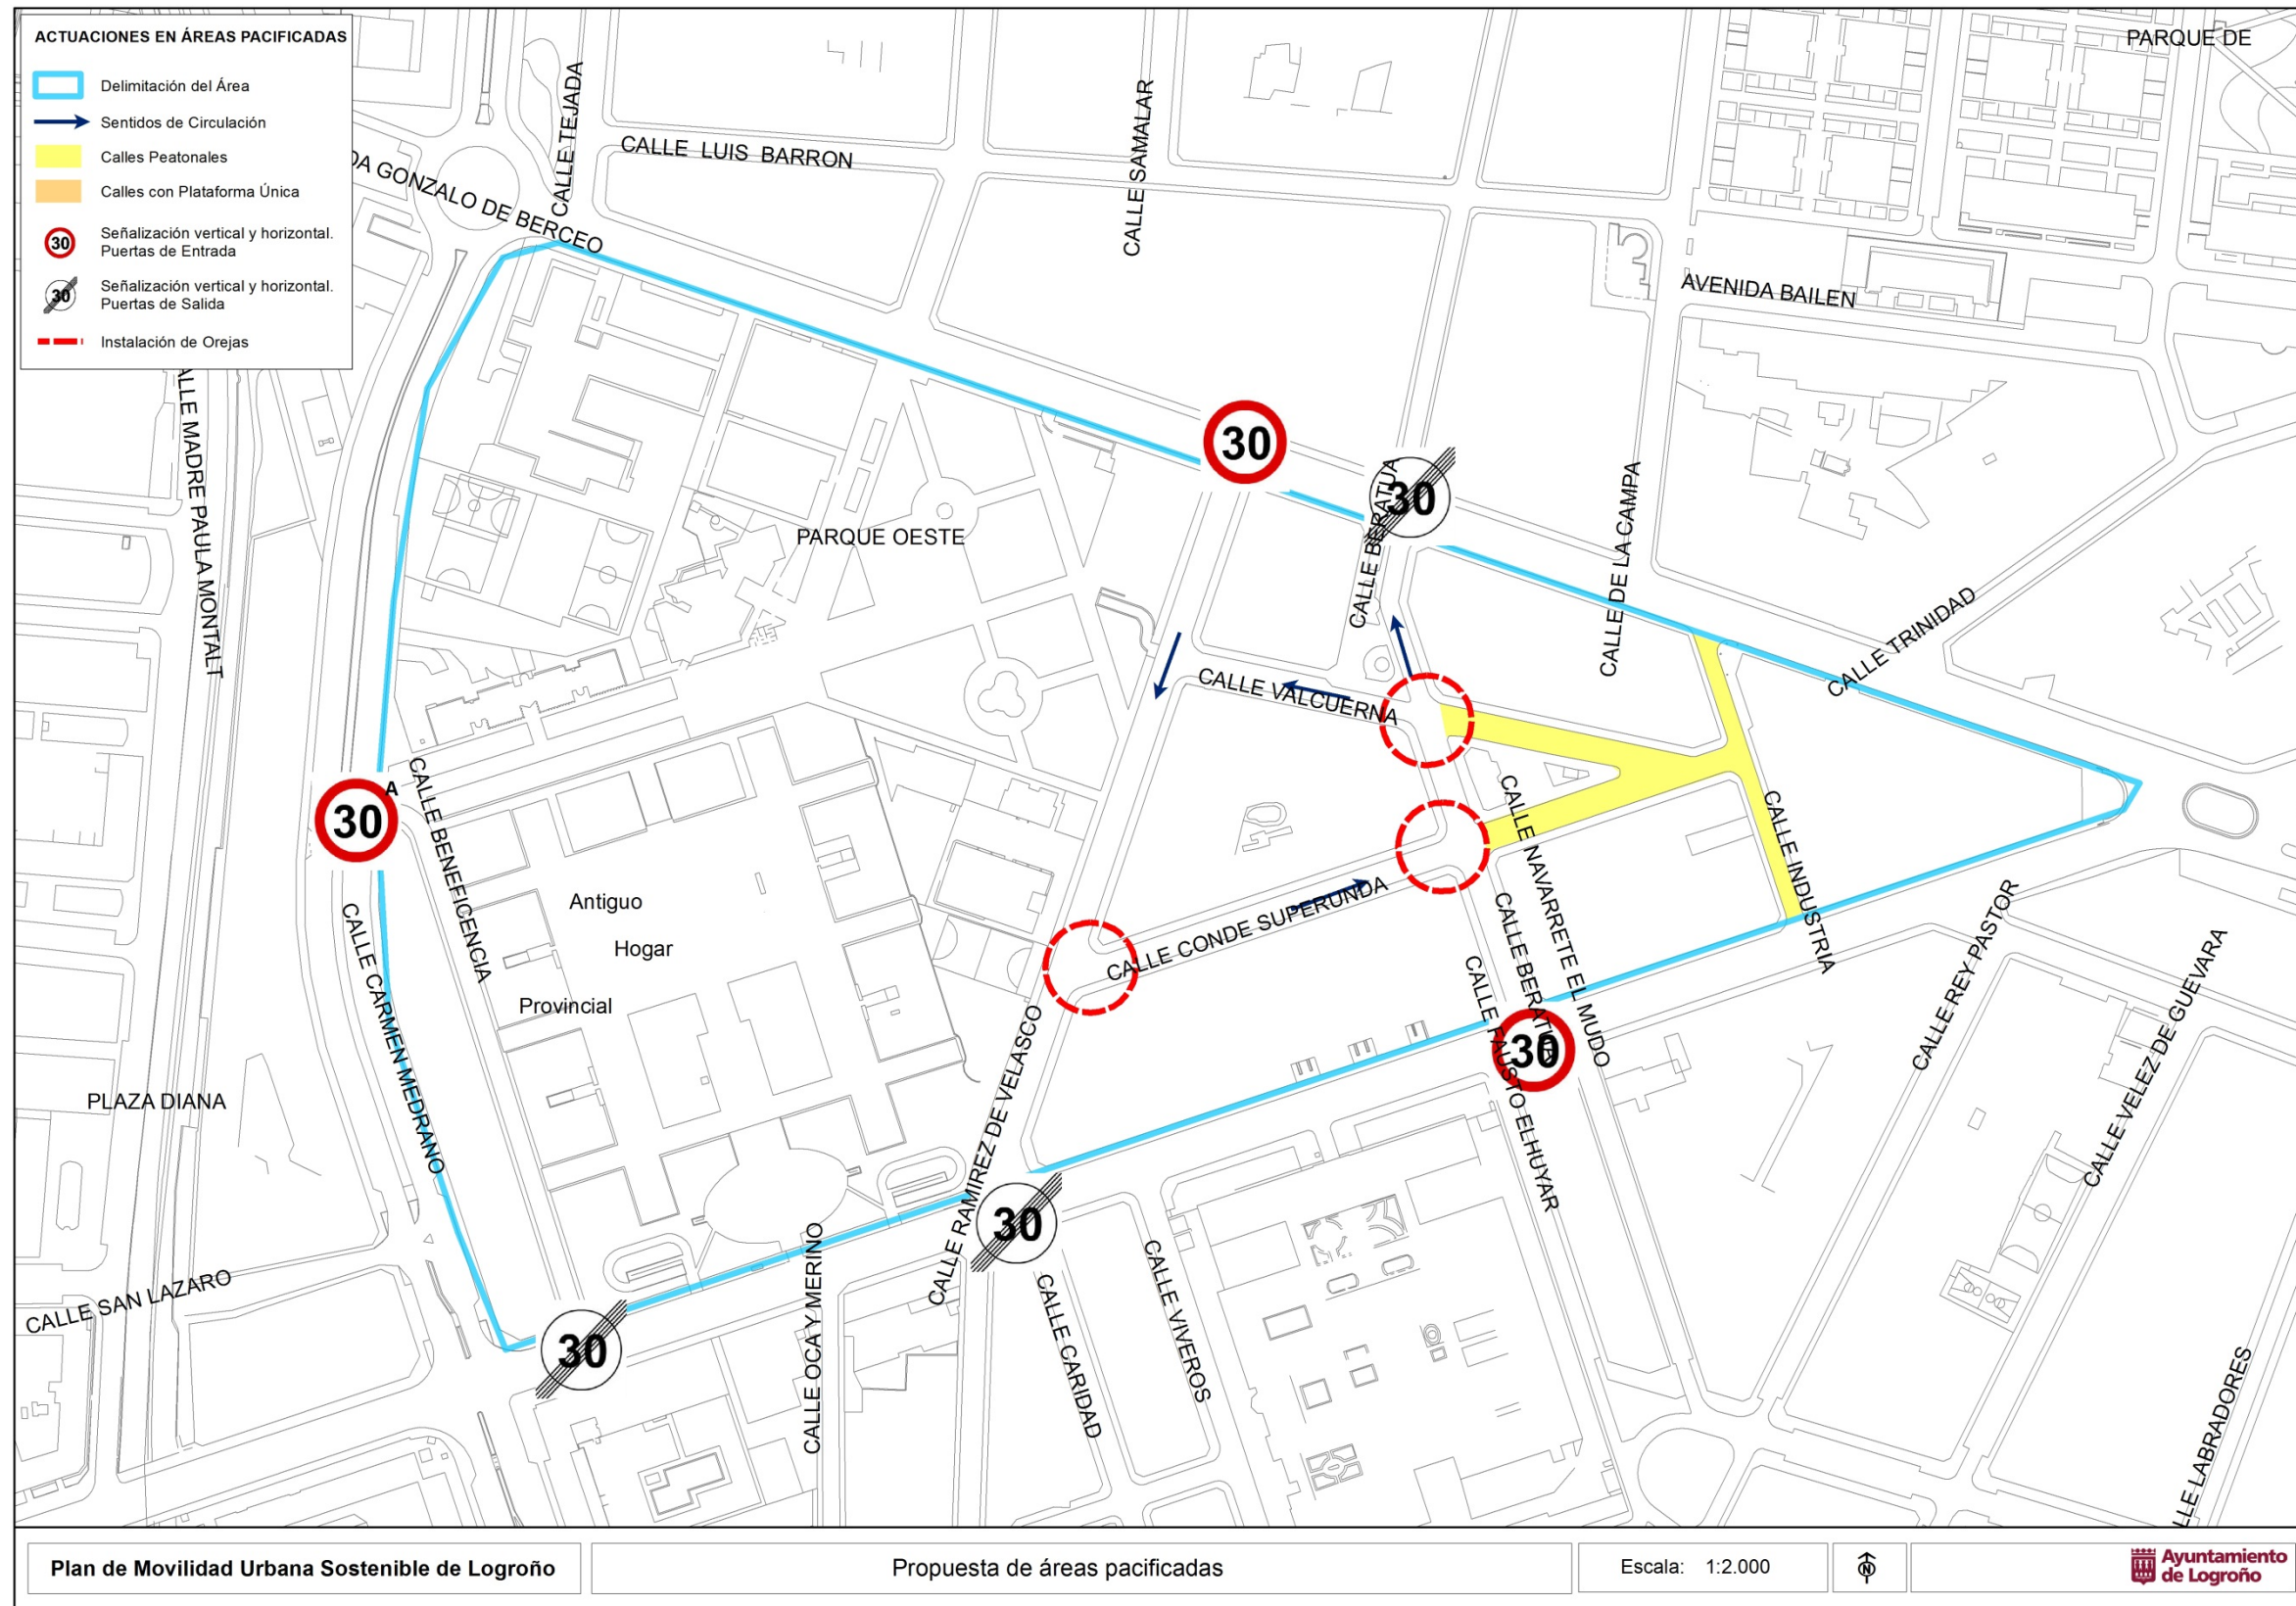 ACTUACIONES EN ÁREAS PACIFICADAS
Delimitación del Área
Sentidos de Circulación
Calles Peatonales
Calles con Plataforma Única
30
Señalización vertical y horizontal.
Puertas de Entrada
30
Señalización vertical y horizontal.
Puertas de Salida
Instalación de Orejas
PARQUE DE
CALLE TEJADA
CALLE LUIS BARRON
CALLE SAMALAR
DA GONZALO DE BERCEO
AVENIDA BAILEN
ALLE MADRE PAULA MONTALT
30
30
CALLE BERATUA
CALLE DE LA CAMPA
PARQUE OESTE
CALLE TRINIDAD
CALLE VALCUERNA
30
A
CALLE BENEFICENCIA
CALLE NAVARRETE EL MUDO
CALLE INDUSTRIA
CALLE CONDE SUPERUNDA
CALLE BERATUA
CALLE REY PASTOR
Antiguo
Hogar
Provincial
CALLE CARMEN MEDRANO
CALLE FAUSTO ELHUYAR
30
CALLE VELEZ DE GUEVARA
PLAZA DIANA
CALLE RAMIREZ DE VELASCO
30
CALLE SAN LAZARO
CALLE OCA Y MERINO
CALLE CARIDAD
CALLE VIVEROS
30
LLE LABRADORES
Plan de Movilidad Urbana Sostenible de Logroño
Propuesta de áreas pacificadas
Escala: 1:2.000
N
Ayuntamiento
de Logroño